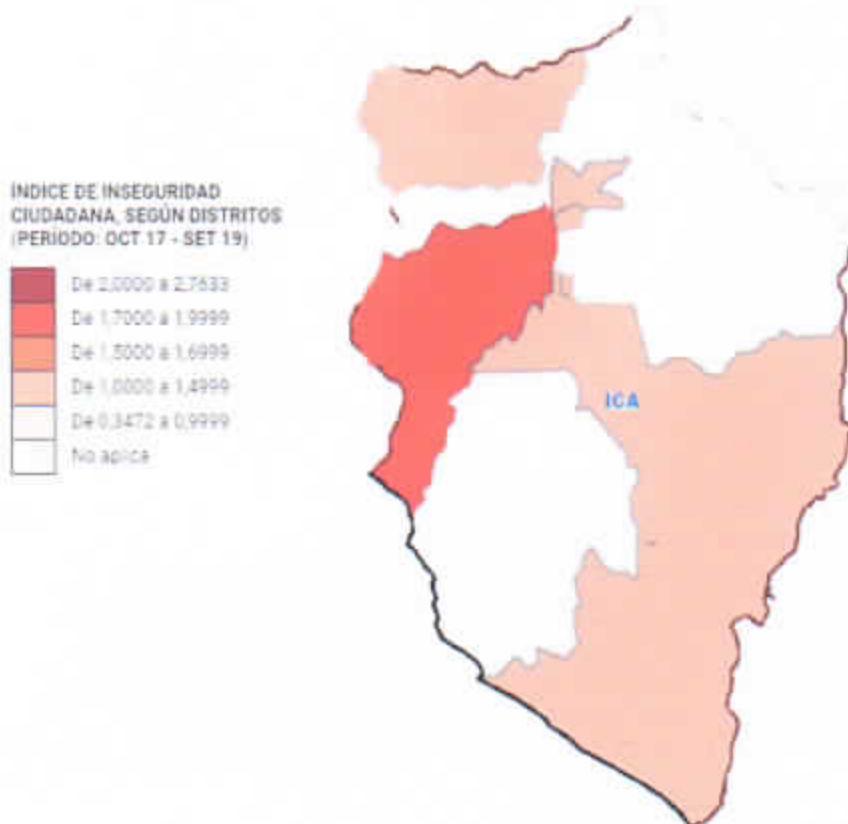 INDICE DE INSEGURIDAD
CIUDADANA, SEGÚN DISTRITOS
(PERIODO: OCT 17 - SET 19)
De 2,0000 a 2,7633
De 1,7000 a 1,9999
De 1,5000 a 1,6999
De 1,0000 a 1,4999
De 0,3472 a 0,9999
No aplica
ICA